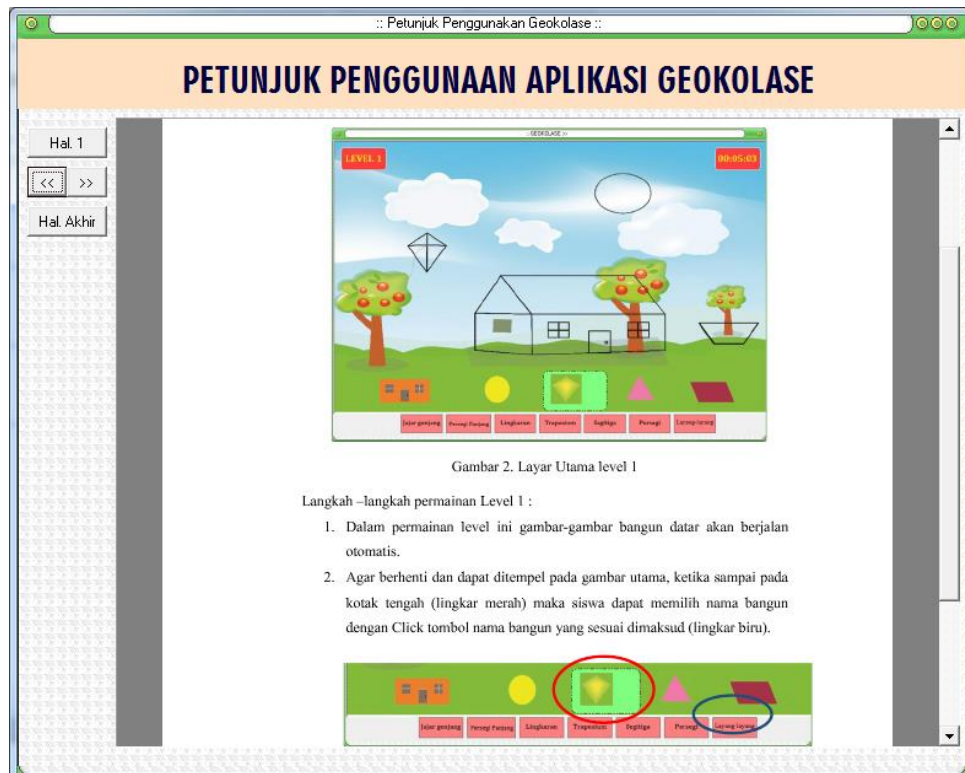 :: Petunjuk Penggunakan Geokolase ::
PETUNJUK PENGGUNAAN APLIKASI GEOKOLASE
Hal. 1
<< >>
Hal. Akhir
:: GEOKOLASE ::
LEVEL 1
00:05:03
Jajar genjang Persegi Panjang Lingkaran Trapesium Segitiga Persegi Layang-layang
Gambar 2. Layar Utama level 1
Langkah –langkah permainan Level 1 :
1. Dalam permainan level ini gambar-gambar bangun datar akan berjalan
otomatis.
2. Agar berhenti dan dapat ditempel pada gambar utama, ketika sampai pada
kotak tengah (lingkar merah) maka siswa dapat memilih nama bangun
dengan Click tombol nama bangun yang sesuai dimaksud (lingkar biru).
Jajar genjang Persegi Panjang Lingkaran Trapesium Segitiga Persegi Layang-layang